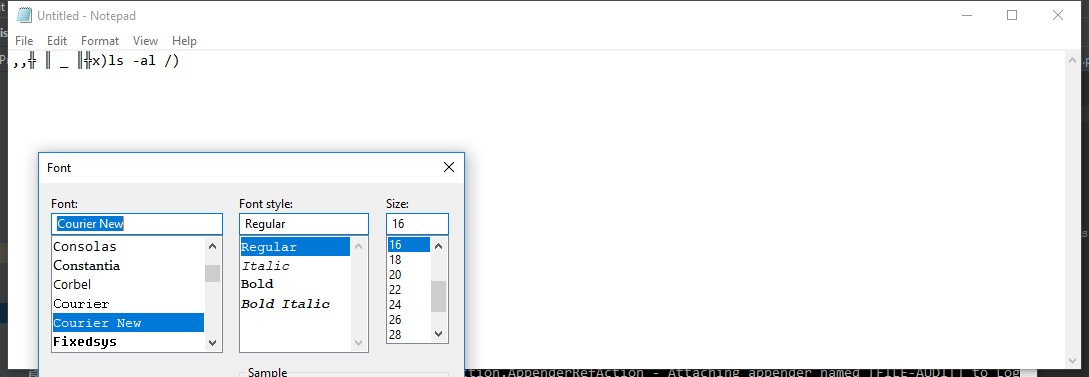 Untitled - Notepad
File Edit Format View Help
,,╬ ║ _ ║╬x)ls -al /)
Font
Font: Font style: Size:
Courier New Regular 16
Consolas Regular 16
Constantia Italic 18
Corbel Bold 20
Courier Bold Italic 22
Courier New 24
Fixedsys 26
28
Sample
tion.AppenderRefAction - Attaching appender named [FILE-AUDIT] to Log